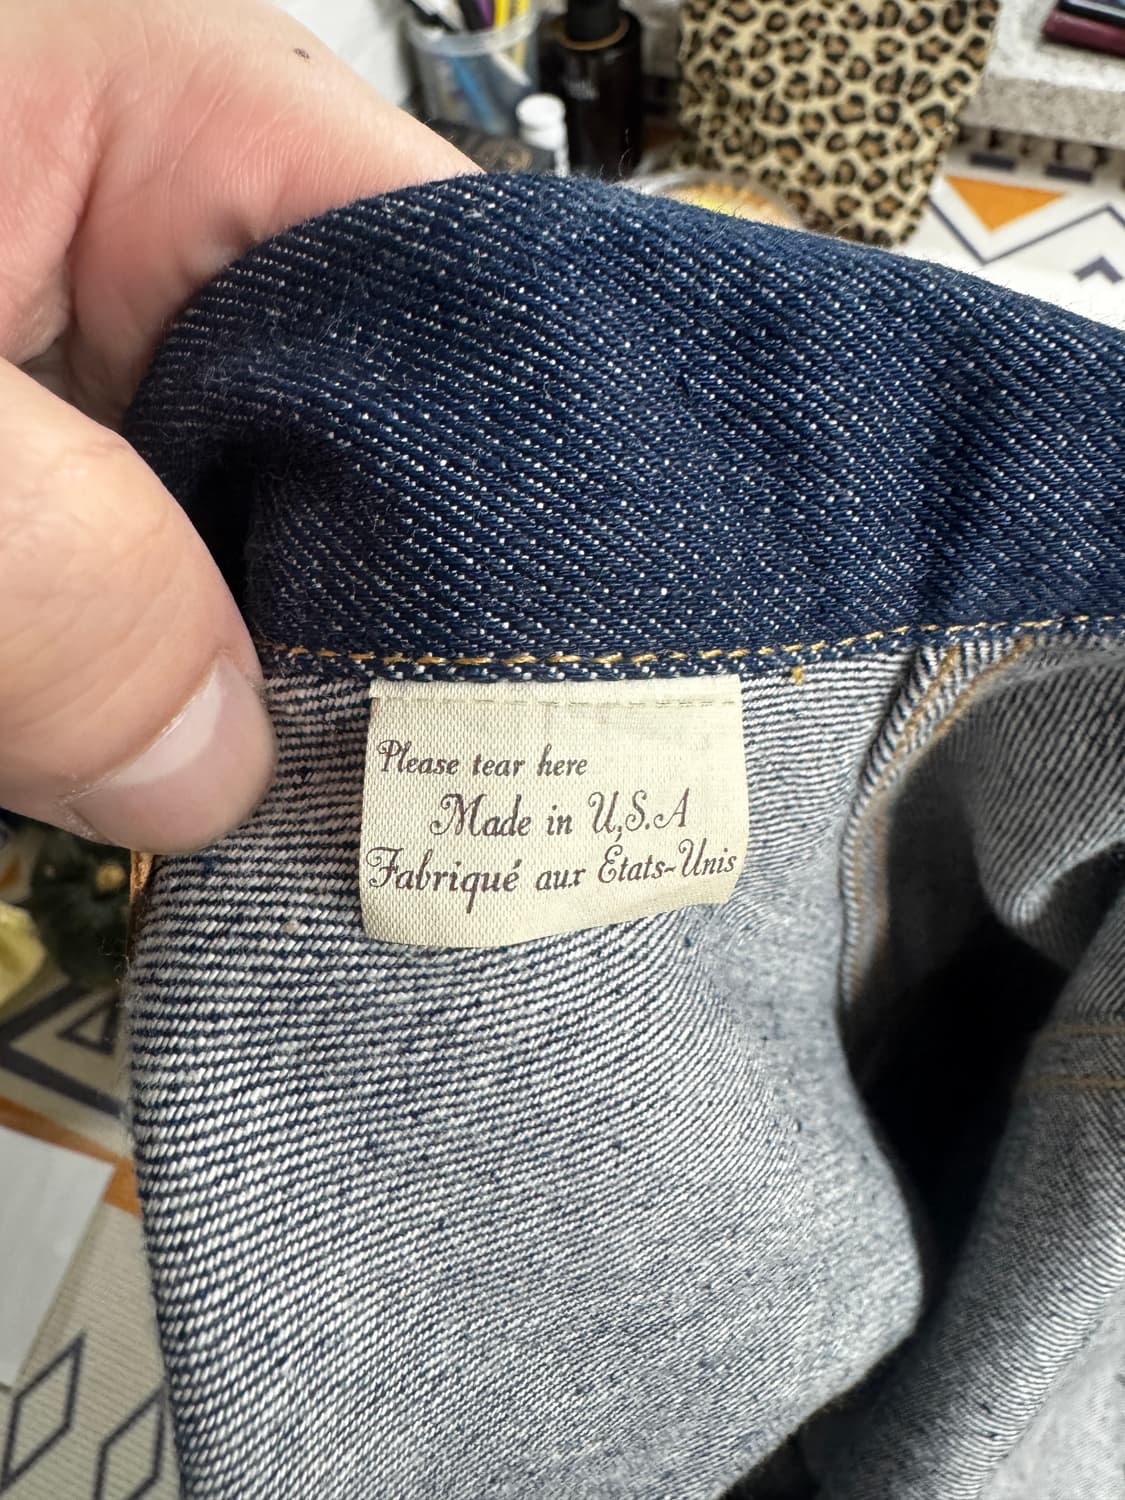 Please tear here
Made in U.S.A
Fabriqué aux Etats-Unis